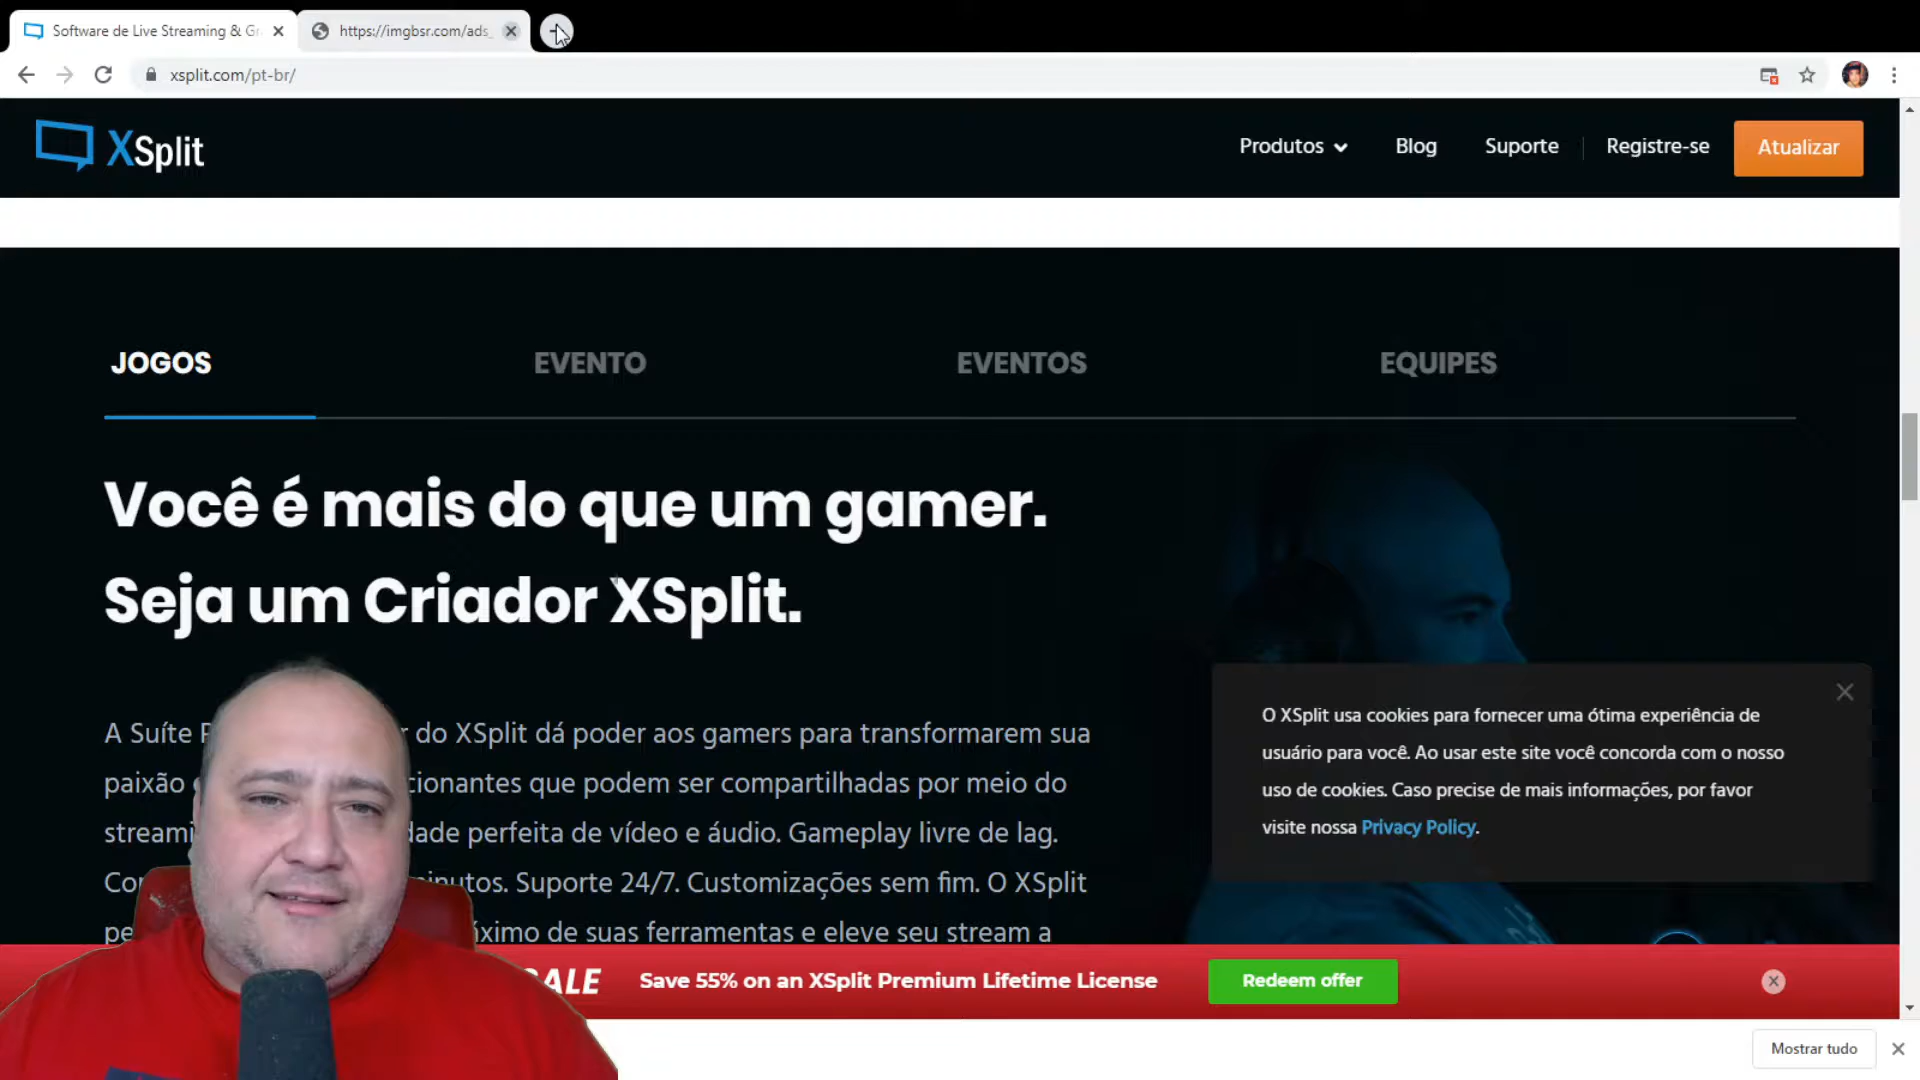 Software de Live Streaming & Gr
https://imgbsr.com/ads_
xsplit.com/pt-br/
XSplit
Produtos
Blog
Suporte
Registre-se
Atualizar
JOGOS
EVENTO
EVENTOS
EQUIPES
Você é mais do que um gamer.
Seja um Criador XSplit.
A Suíte P r do XSplit dá poder aos gamers para transformarem sua
paixão cionantes que podem ser compartilhadas por meio do
streami dade perfeita de vídeo e áudio. Gameplay livre de lag.
Co inutos. Suporte 24/7. Customizações sem fim. O XSplit
pe áximo de suas ferramentas e eleve seu stream a
O XSplit usa cookies para fornecer uma ótima experiência de
usuário para você. Ao usar este site você concorda com o nosso
uso de cookies. Caso precise de mais informações, por favor
visite nossa Privacy Policy.
ALE
Save 55% on an XSplit Premium Lifetime License
Redeem offer
Mostrar tudo